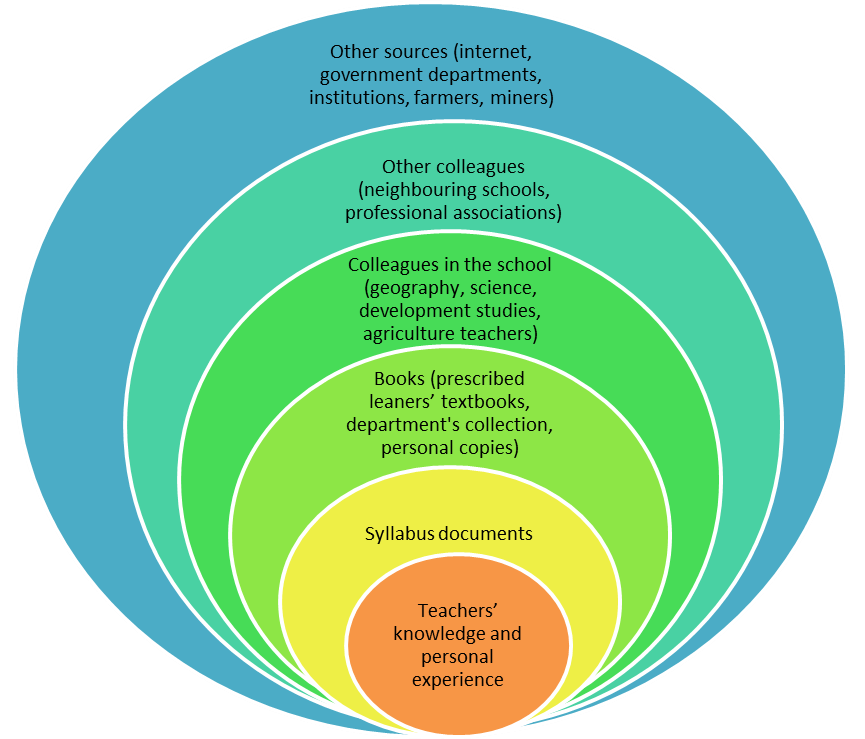 Other sources (internet,
government departments,
institutions, farmers, miners)
Other colleagues
(neighbouring schools,
professional associations)
Colleagues in the school
(geography, science,
development studies,
agriculture teachers)
Books (prescribed
leaners’ textbooks,
department's collection,
personal copies)
Syllabus documents
Teachers’
knowledge and
personal
experience